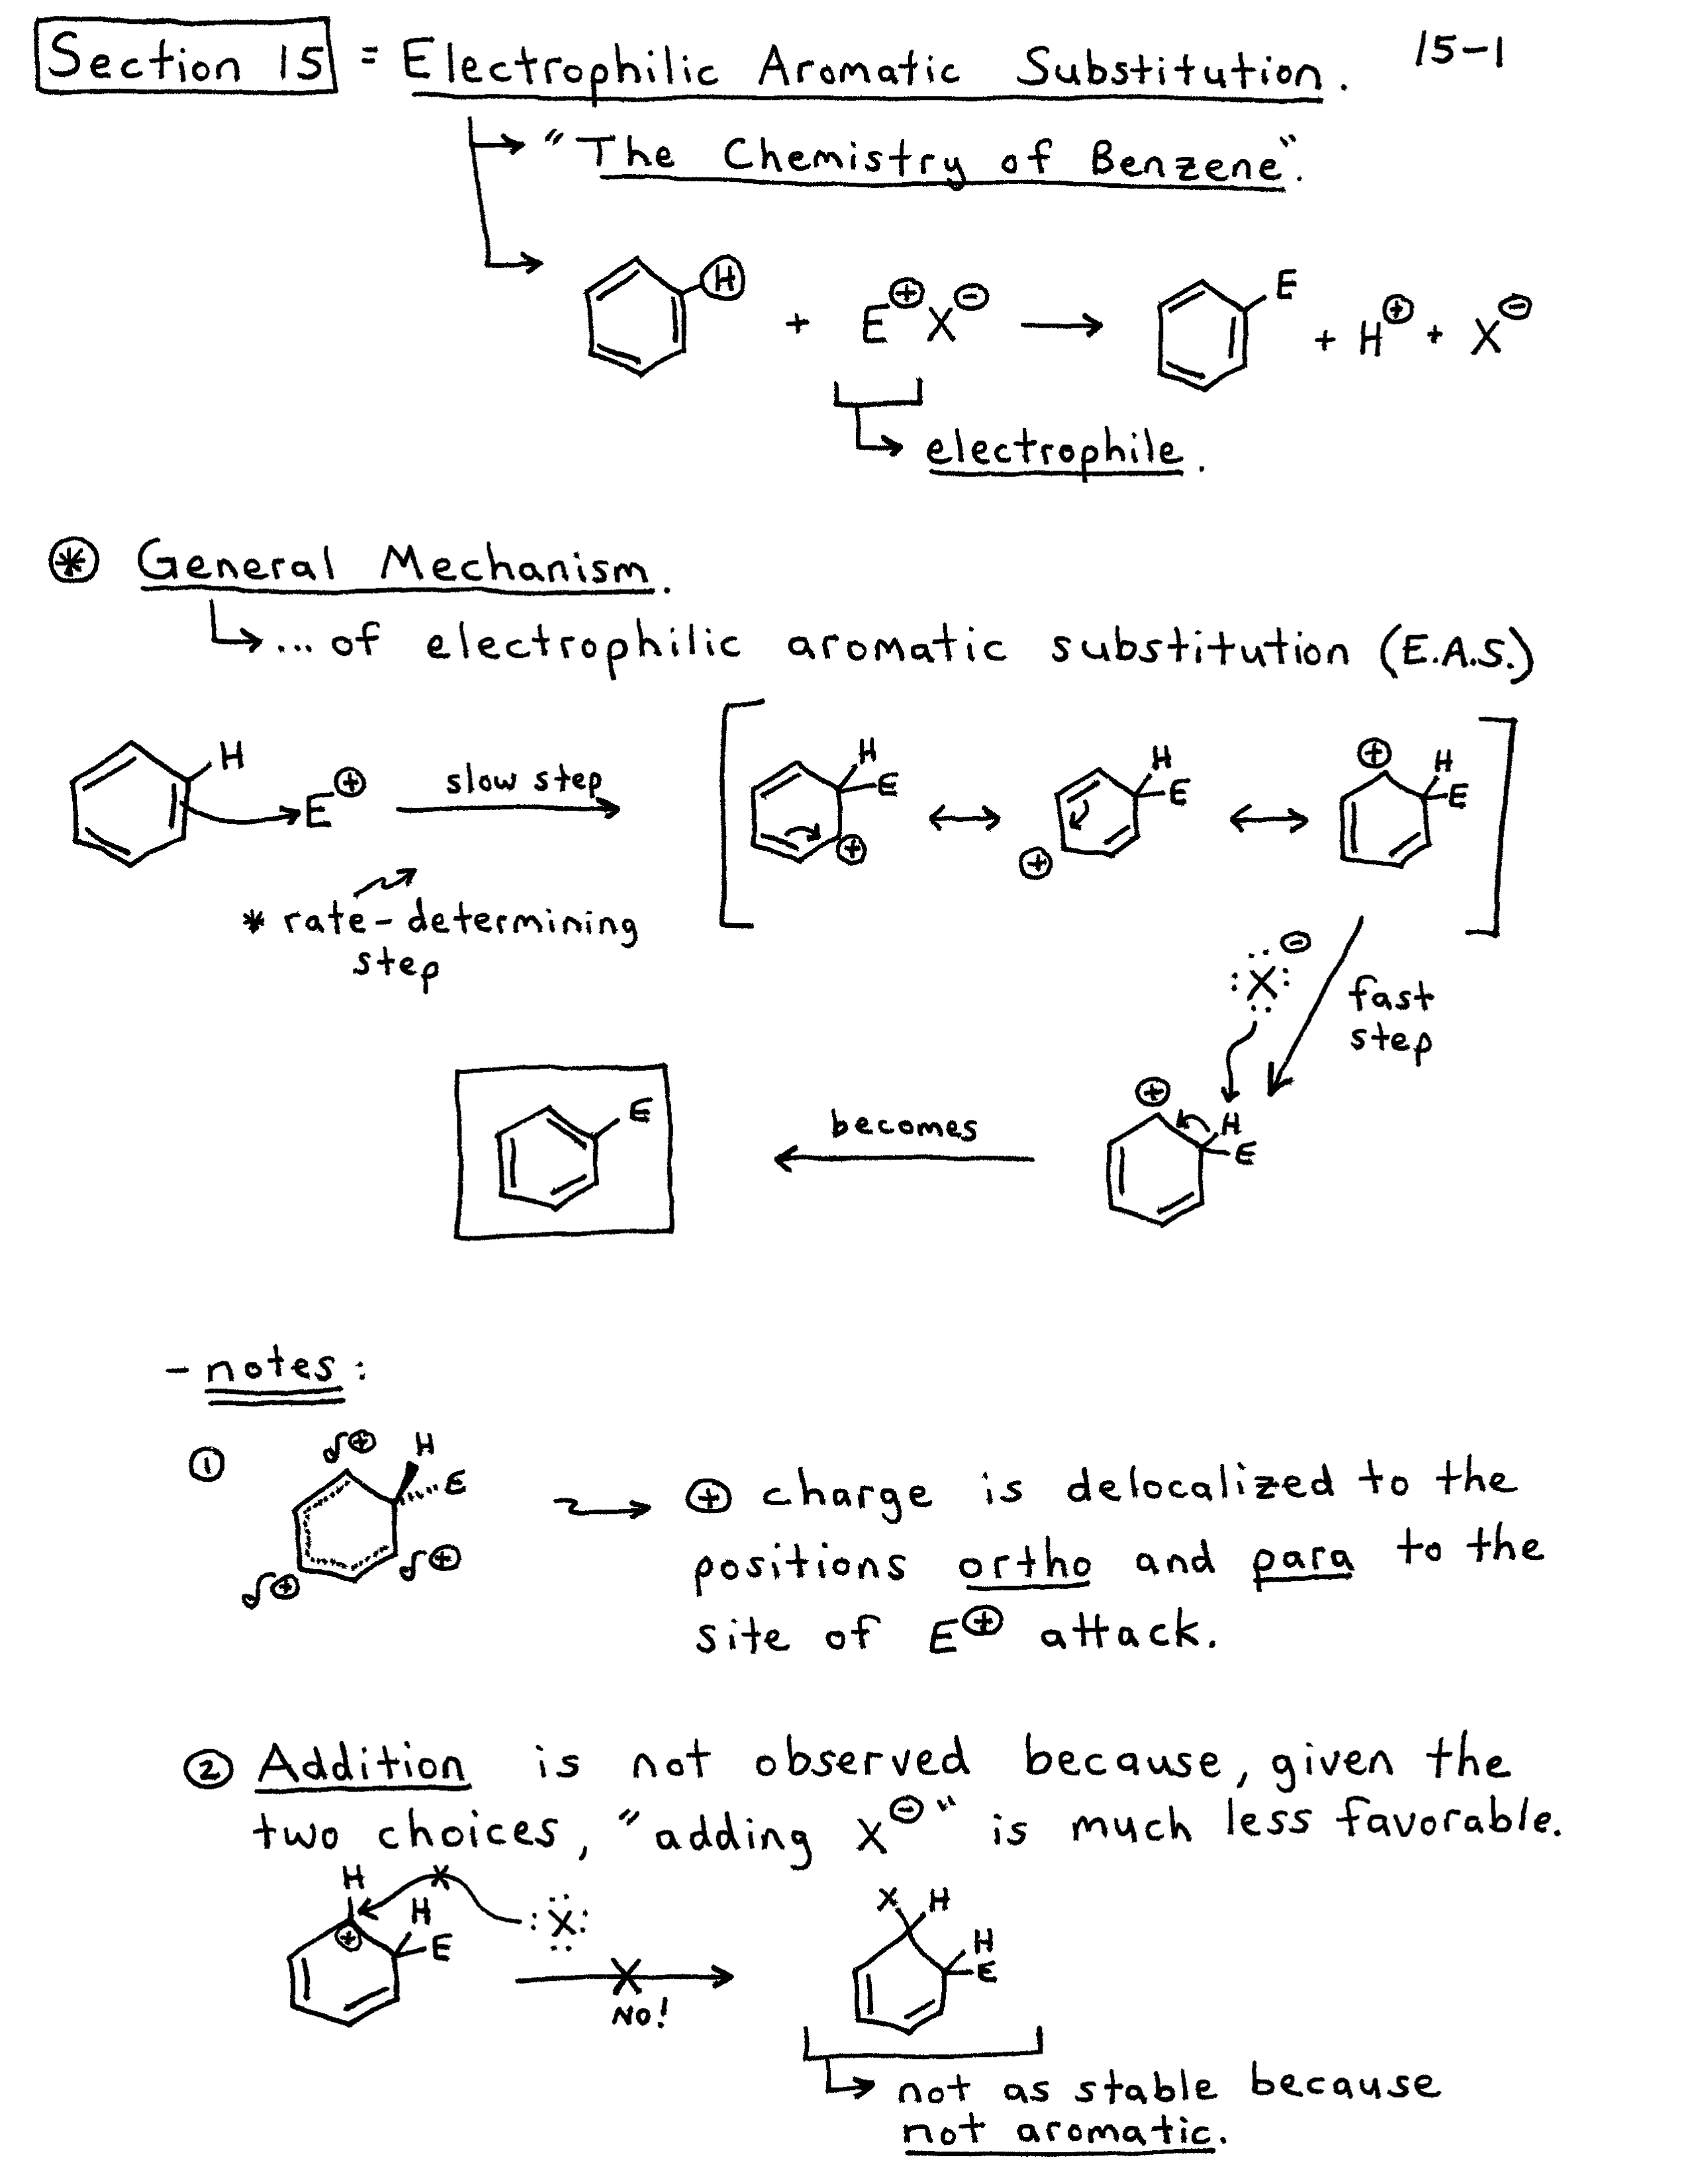 Section 15 = Electrophilic Aromatic Substitution. 15-1
"The Chemistry of Benzene".
H + E⊕ X⊖ → E + H⊕ + X⊖
electrophile.
⊛ General Mechanism.
... of electrophilic aromatic substitution (E.A.S.)
H E⊕ slow step H E ⊕ ↔ H E ⊕ ↔ ⊕ H E
* rate-determining
step
:X: ⊖
fast
step
E becomes ⊕ H E
- notes:
① δ⊕ H E δ⊕ δ⊕
⊕ charge is delocalized to the
positions ortho and para to the
site of E⊕ attack.
② Addition is not observed because, given the
two choices, "adding X⊖" is much less favorable.
H ⊕ H E :X: X H H E
NO!
not as stable because
not aromatic.